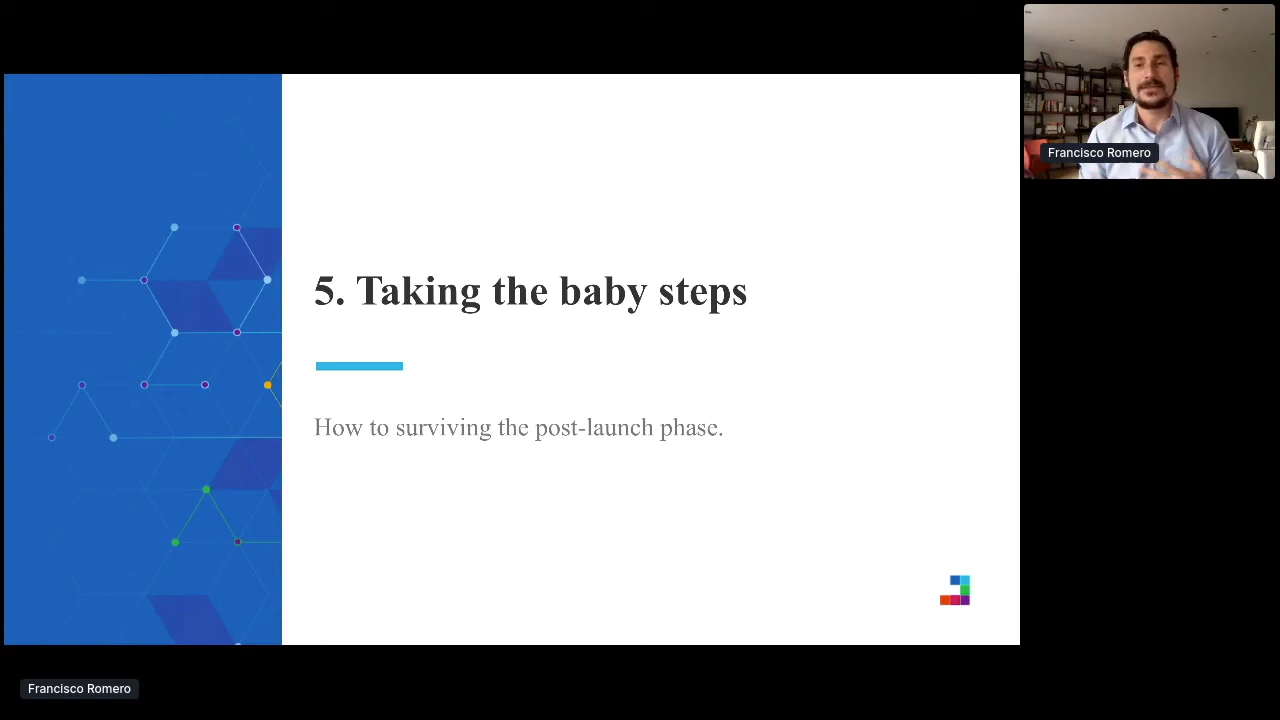 Francisco Romero
5. Taking the baby steps
How to surviving the post-launch phase.
Francisco Romero